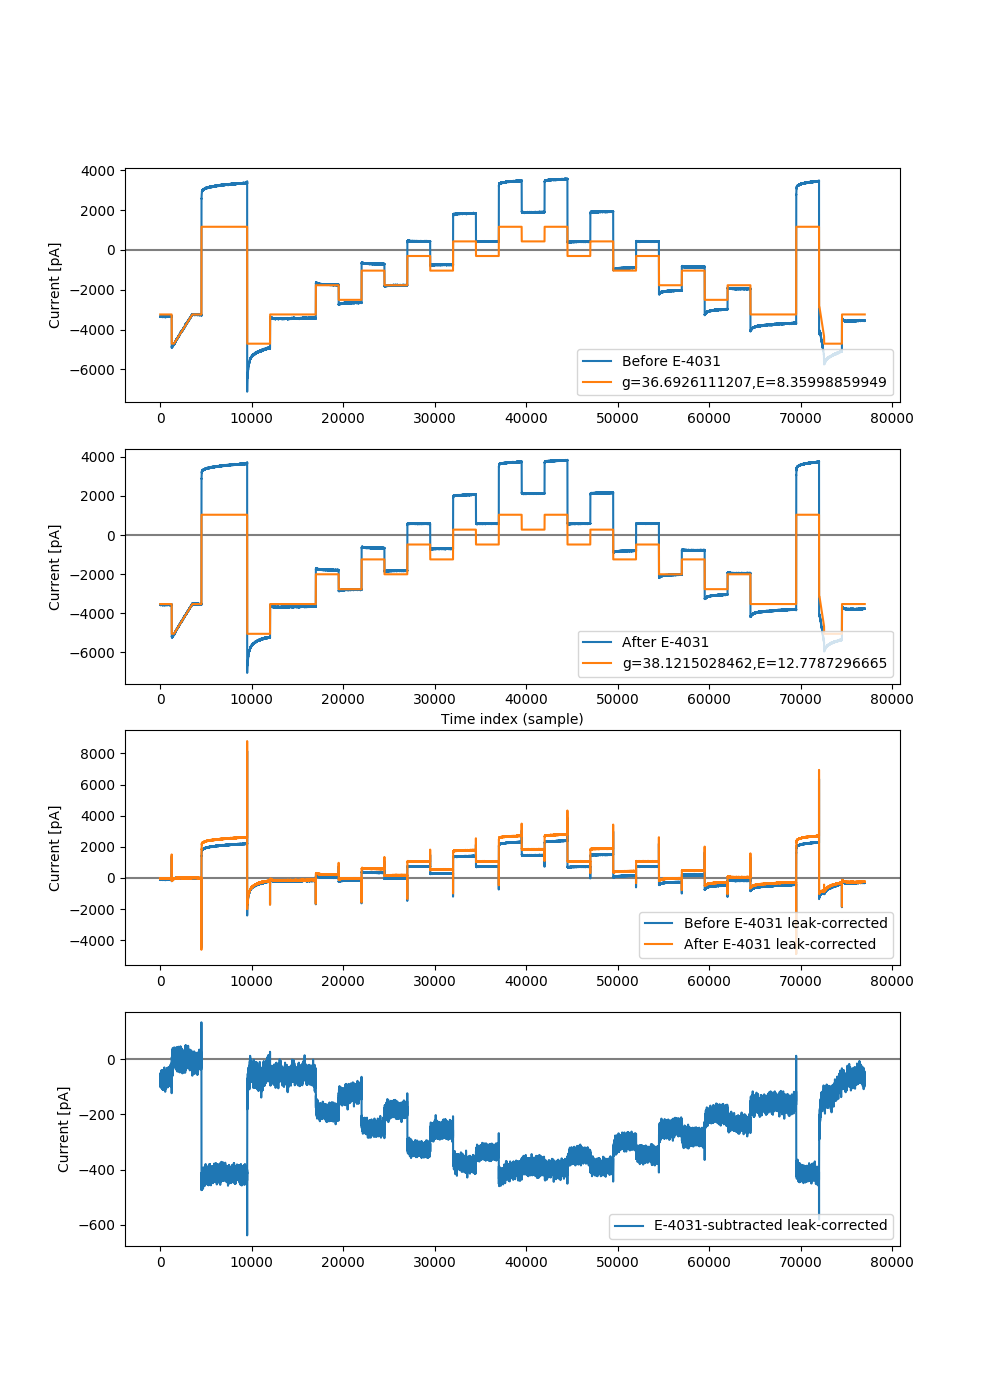 4000
2000
0
−2000
−4000
−6000
Current [pA]
Before E-4031
g=36.6926111207,E=8.35998859949
0 10000 20000 30000 40000 50000 60000 70000 80000
4000
2000
0
−2000
−4000
−6000
Current [pA]
After E-4031
g=38.1215028462,E=12.7787296665
0 10000 20000 30000 40000 50000 60000 70000 80000
Time index (sample)
8000
6000
4000
2000
0
−2000
−4000
Current [pA]
Before E-4031 leak-corrected
After E-4031 leak-corrected
0 10000 20000 30000 40000 50000 60000 70000 80000
0
−200
−400
−600
Current [pA]
E-4031-subtracted leak-corrected
0 10000 20000 30000 40000 50000 60000 70000 80000